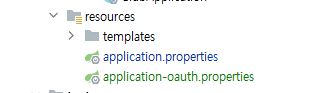 resources
templates
application.properties
application-oauth.properties